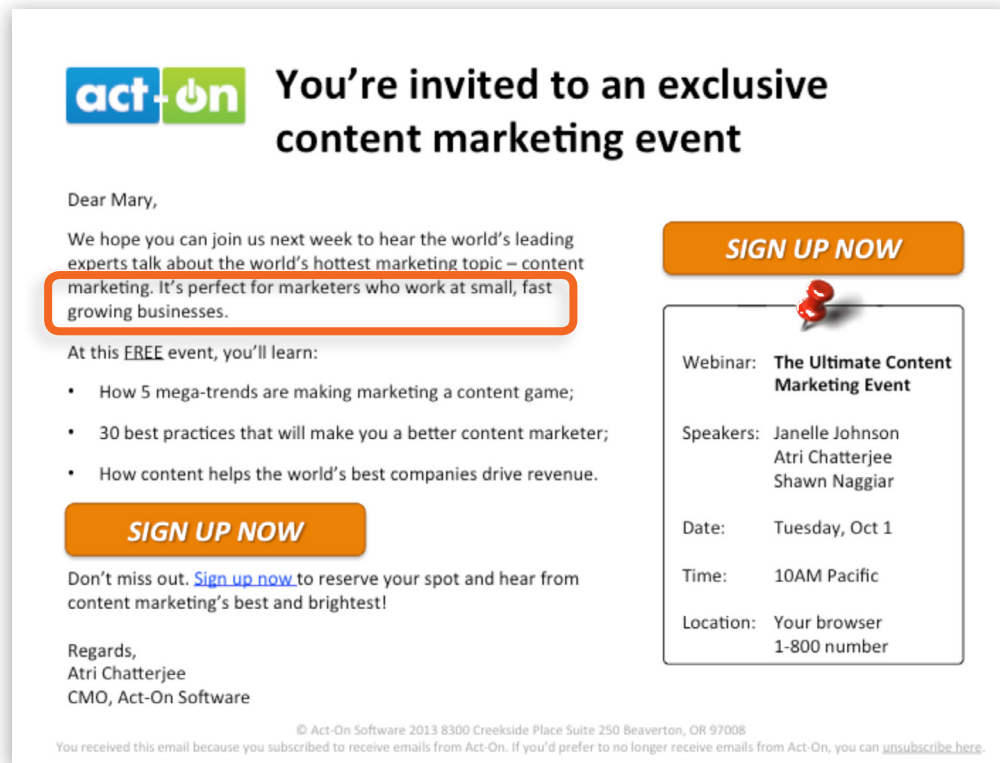 act-on
You're invited to an exclusive
content marketing event
Dear Mary,
We hope you can join us next week to hear the world's leading
experts talk about the world's hottest marketing topic – content
marketing. It's perfect for marketers who work at small, fast
growing businesses.
At this FREE event, you'll learn:
• How 5 mega-trends are making marketing a content game;
• 30 best practices that will make you a better content marketer;
• How content helps the world's best companies drive revenue.
SIGN UP NOW
Don't miss out. Sign up now to reserve your spot and hear from
content marketing's best and brightest!
Regards,
Atri Chatterjee
CMO, Act-On Software
SIGN UP NOW
Webinar: The Ultimate Content
Marketing Event
Speakers: Janelle Johnson
Atri Chatterjee
Shawn Naggiar
Date: Tuesday, Oct 1
Time: 10AM Pacific
Location: Your browser
1-800 number
© Act-On Software 2013 8300 Creekside Place Suite 250 Beaverton, OR 97008
You received this email because you subscribed to receive emails from Act-On. If you'd prefer to no longer receive emails from Act-On, you can unsubscribe here.